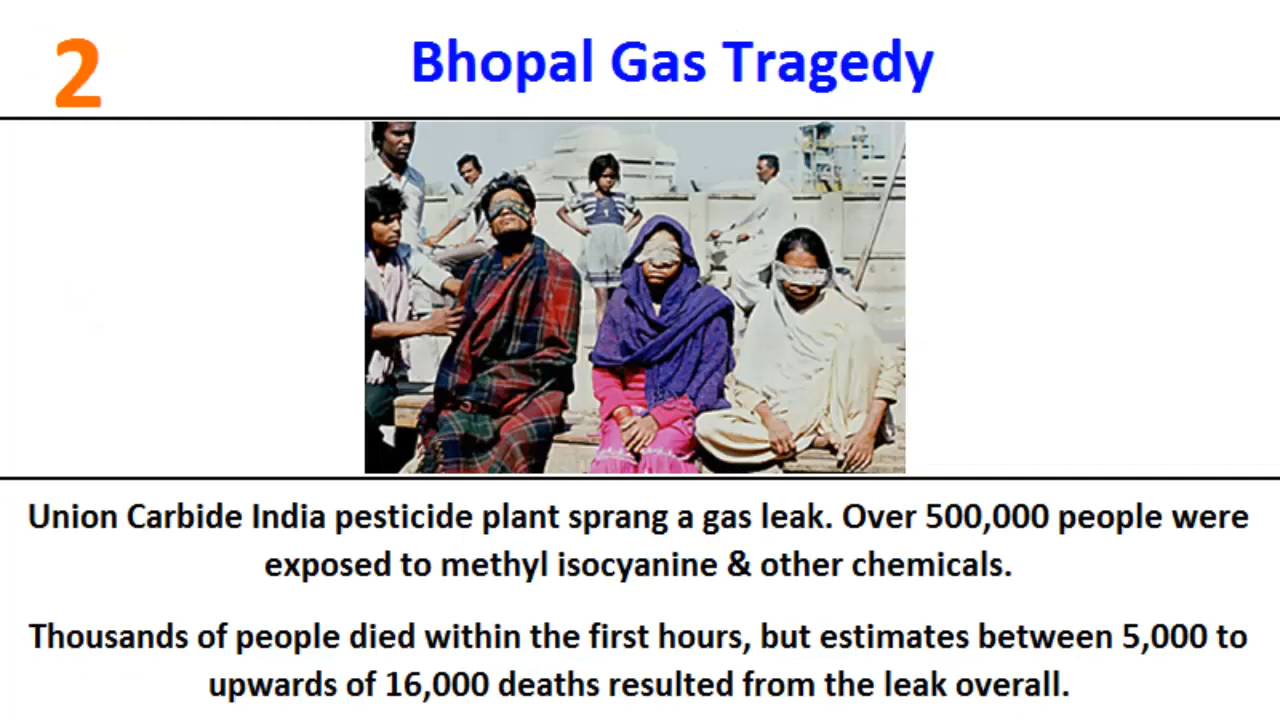 2
Bhopal Gas Tragedy
Union Carbide India pesticide plant sprang a gas leak. Over 500,000 people were
exposed to methyl isocyanine & other chemicals.
Thousands of people died within the first hours, but estimates between 5,000 to
upwards of 16,000 deaths resulted from the leak overall.